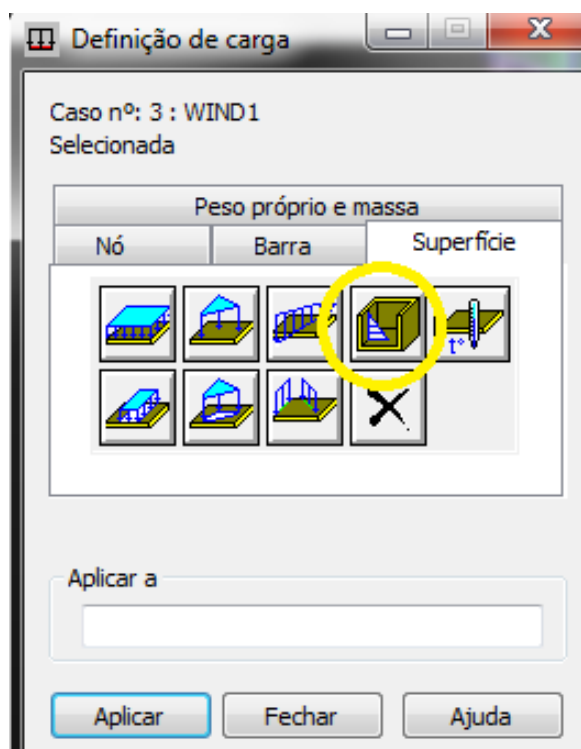 Definição de carga
Caso nº: 3 : WIND1
Selecionada
Peso próprio e massa
Nó Barra Superfície
t°
Aplicar a
Aplicar Fechar Ajuda